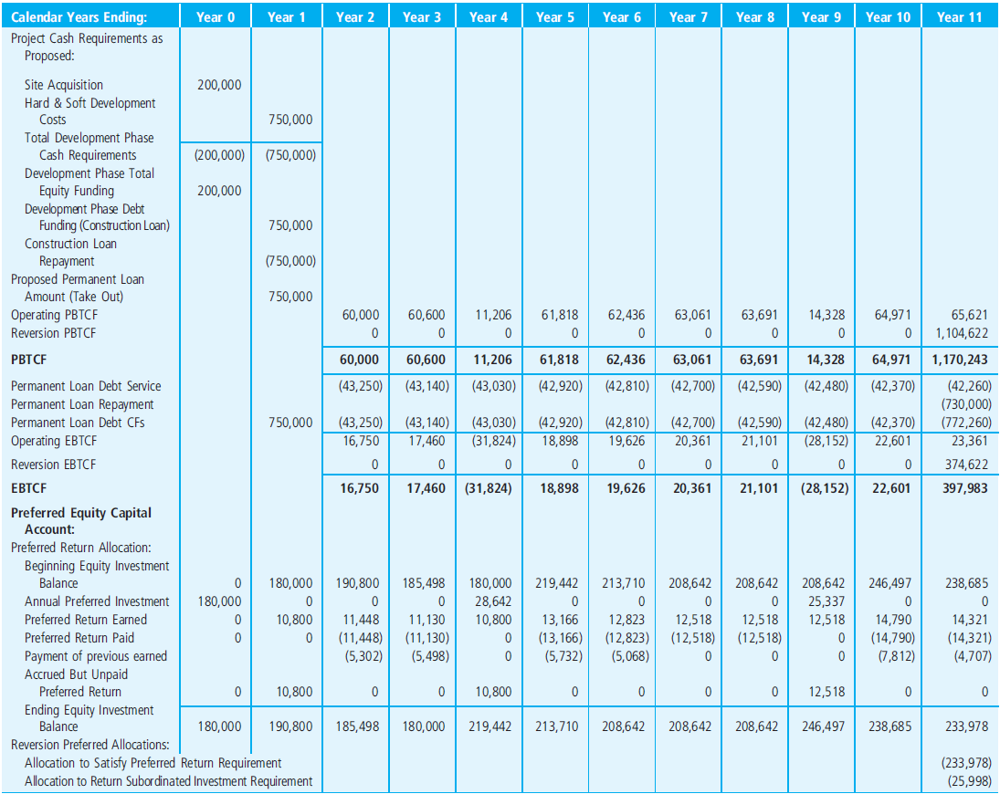 Calendar Years Ending: Year 0 Year 1 Year 2 Year 3 Year 4 Year 5 Year 6 Year 7 Year 8 Year 9 Year 10 Year 11
Project Cash Requirements as
Proposed:
Site Acquisition 200,000
Hard & Soft Development
Costs 750,000
Total Development Phase
Cash Requirements (200,000) (750,000)
Development Phase Total
Equity Funding 200,000
Development Phase Debt
Funding (Construction Loan) 750,000
Construction Loan
Repayment (750,000)
Proposed Permanent Loan
Amount (Take Out) 750,000
Operating PBTCF 60,000 60,600 11,206 61,818 62,436 63,061 63,691 14,328 64,971 65,621
Reversion PBTCF 0 0 0 0 0 0 0 0 0 1,104,622
PBTCF 60,000 60,600 11,206 61,818 62,436 63,061 63,691 14,328 64,971 1,170,243
Permanent Loan Debt Service (43,250) (43,140) (43,030) (42,920) (42,810) (42,700) (42,590) (42,480) (42,370) (42,260)
Permanent Loan Repayment (730,000)
Permanent Loan Debt CFs 750,000 (43,250) (43,140) (43,030) (42,920) (42,810) (42,700) (42,590) (42,480) (42,370) (772,260)
Operating EBTCF 16,750 17,460 (31,824) 18,898 19,626 20,361 21,101 (28,152) 22,601 23,361
Reversion EBTCF 0 0 0 0 0 0 0 0 0 374,622
EBTCF 16,750 17,460 (31,824) 18,898 19,626 20,361 21,101 (28,152) 22,601 397,983
Preferred Equity Capital
Account:
Preferred Return Allocation:
Beginning Equity Investment
Balance 0 180,000 190,800 185,498 180,000 219,442 213,710 208,642 208,642 208,642 246,497 238,685
Annual Preferred Investment 180,000 0 0 0 28,642 0 0 0 0 25,337 0 0
Preferred Return Earned 0 10,800 11,448 11,130 10,800 13,166 12,823 12,518 12,518 12,518 14,790 14,321
Preferred Return Paid 0 0 (11,448) (11,130) 0 (13,166) (12,823) (12,518) (12,518) 0 (14,790) (14,321)
Payment of previous earned (5,302) (5,498) 0 (5,732) (5,068) 0 0 0 (7,812) (4,707)
Accrued But Unpaid
Preferred Return 0 10,800 0 0 10,800 0 0 0 0 12,518 0 0
Ending Equity Investment
Balance 180,000 190,800 185,498 180,000 219,442 213,710 208,642 208,642 208,642 246,497 238,685 233,978
Reversion Preferred Allocations:
Allocation to Satisfy Preferred Return Requirement (233,978)
Allocation to Return Subordinated Investment Requirement (25,998)